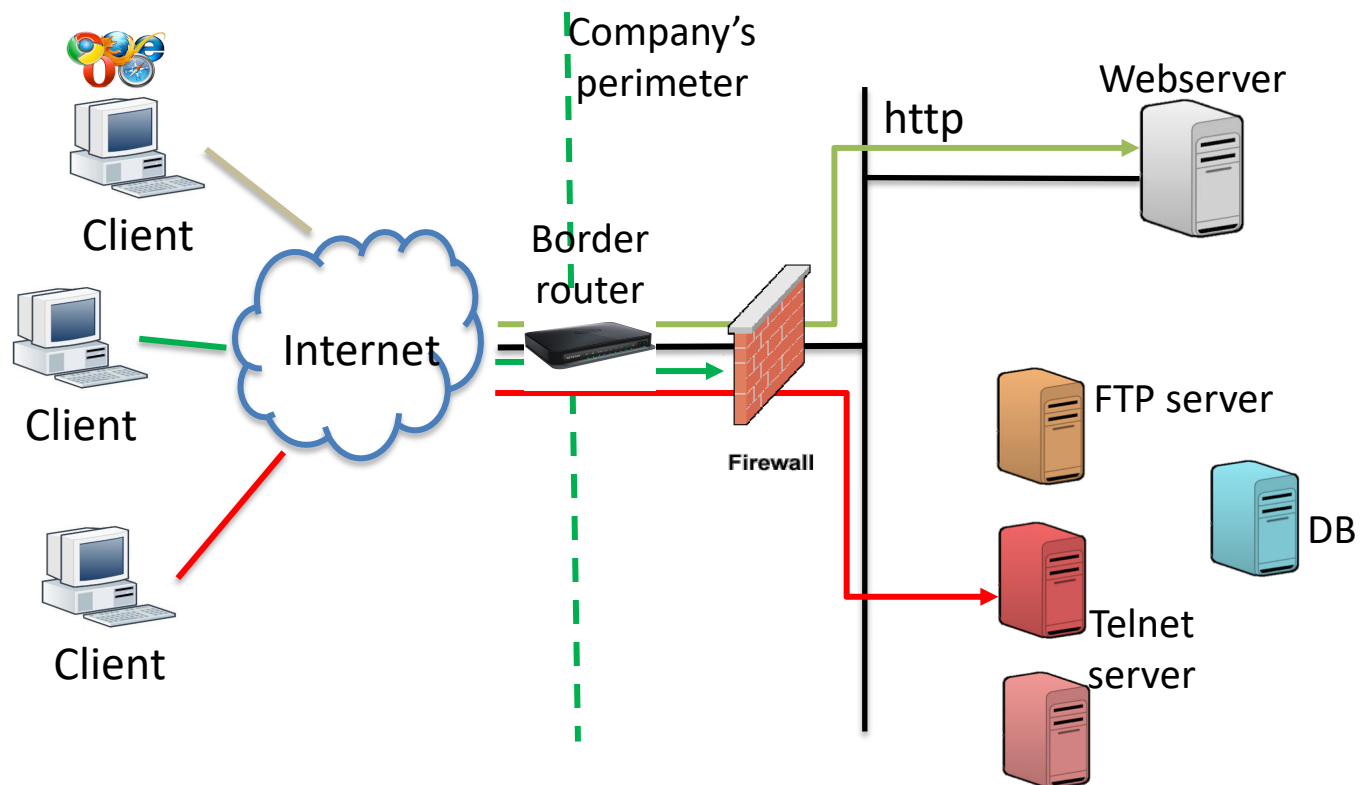 Company's
perimeter
Webserver
http
Client
Border
router
Internet
Client
FTP server
Firewall
DB
Telnet
server
Client